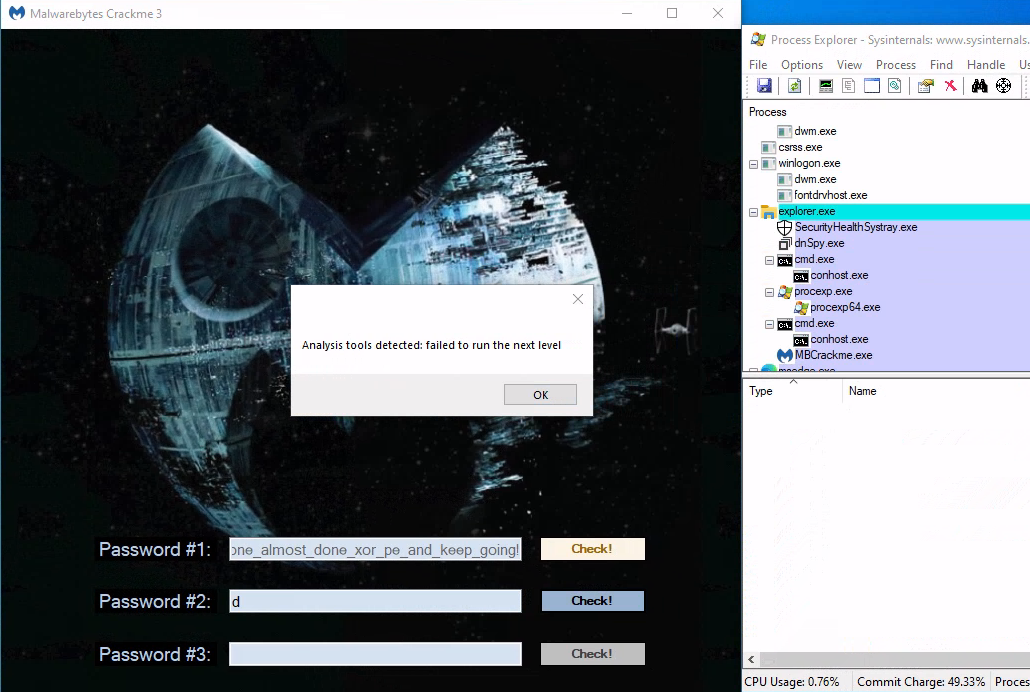 Malwarebytes Crackme 3
Analysis tools detected: failed to run the next level
OK
Password #1:
one_almost_done_xor_pe_and_keep_going!
Check!
Password #2:
d
Check!
Password #3:
Check!
Process Explorer - Sysinternals: www.sysinternals.
File Options View Process Find Handle Us
Process
dwm.exe
csrss.exe
winlogon.exe
dwm.exe
fontdrvhost.exe
explorer.exe
SecurityHealthSystray.exe
dnSpy.exe
cmd.exe
conhost.exe
procexp.exe
procexp64.exe
cmd.exe
conhost.exe
MBCrackme.exe
msedge.exe
Type Name
CPU Usage: 0.76% Commit Charge: 49.33% Proces